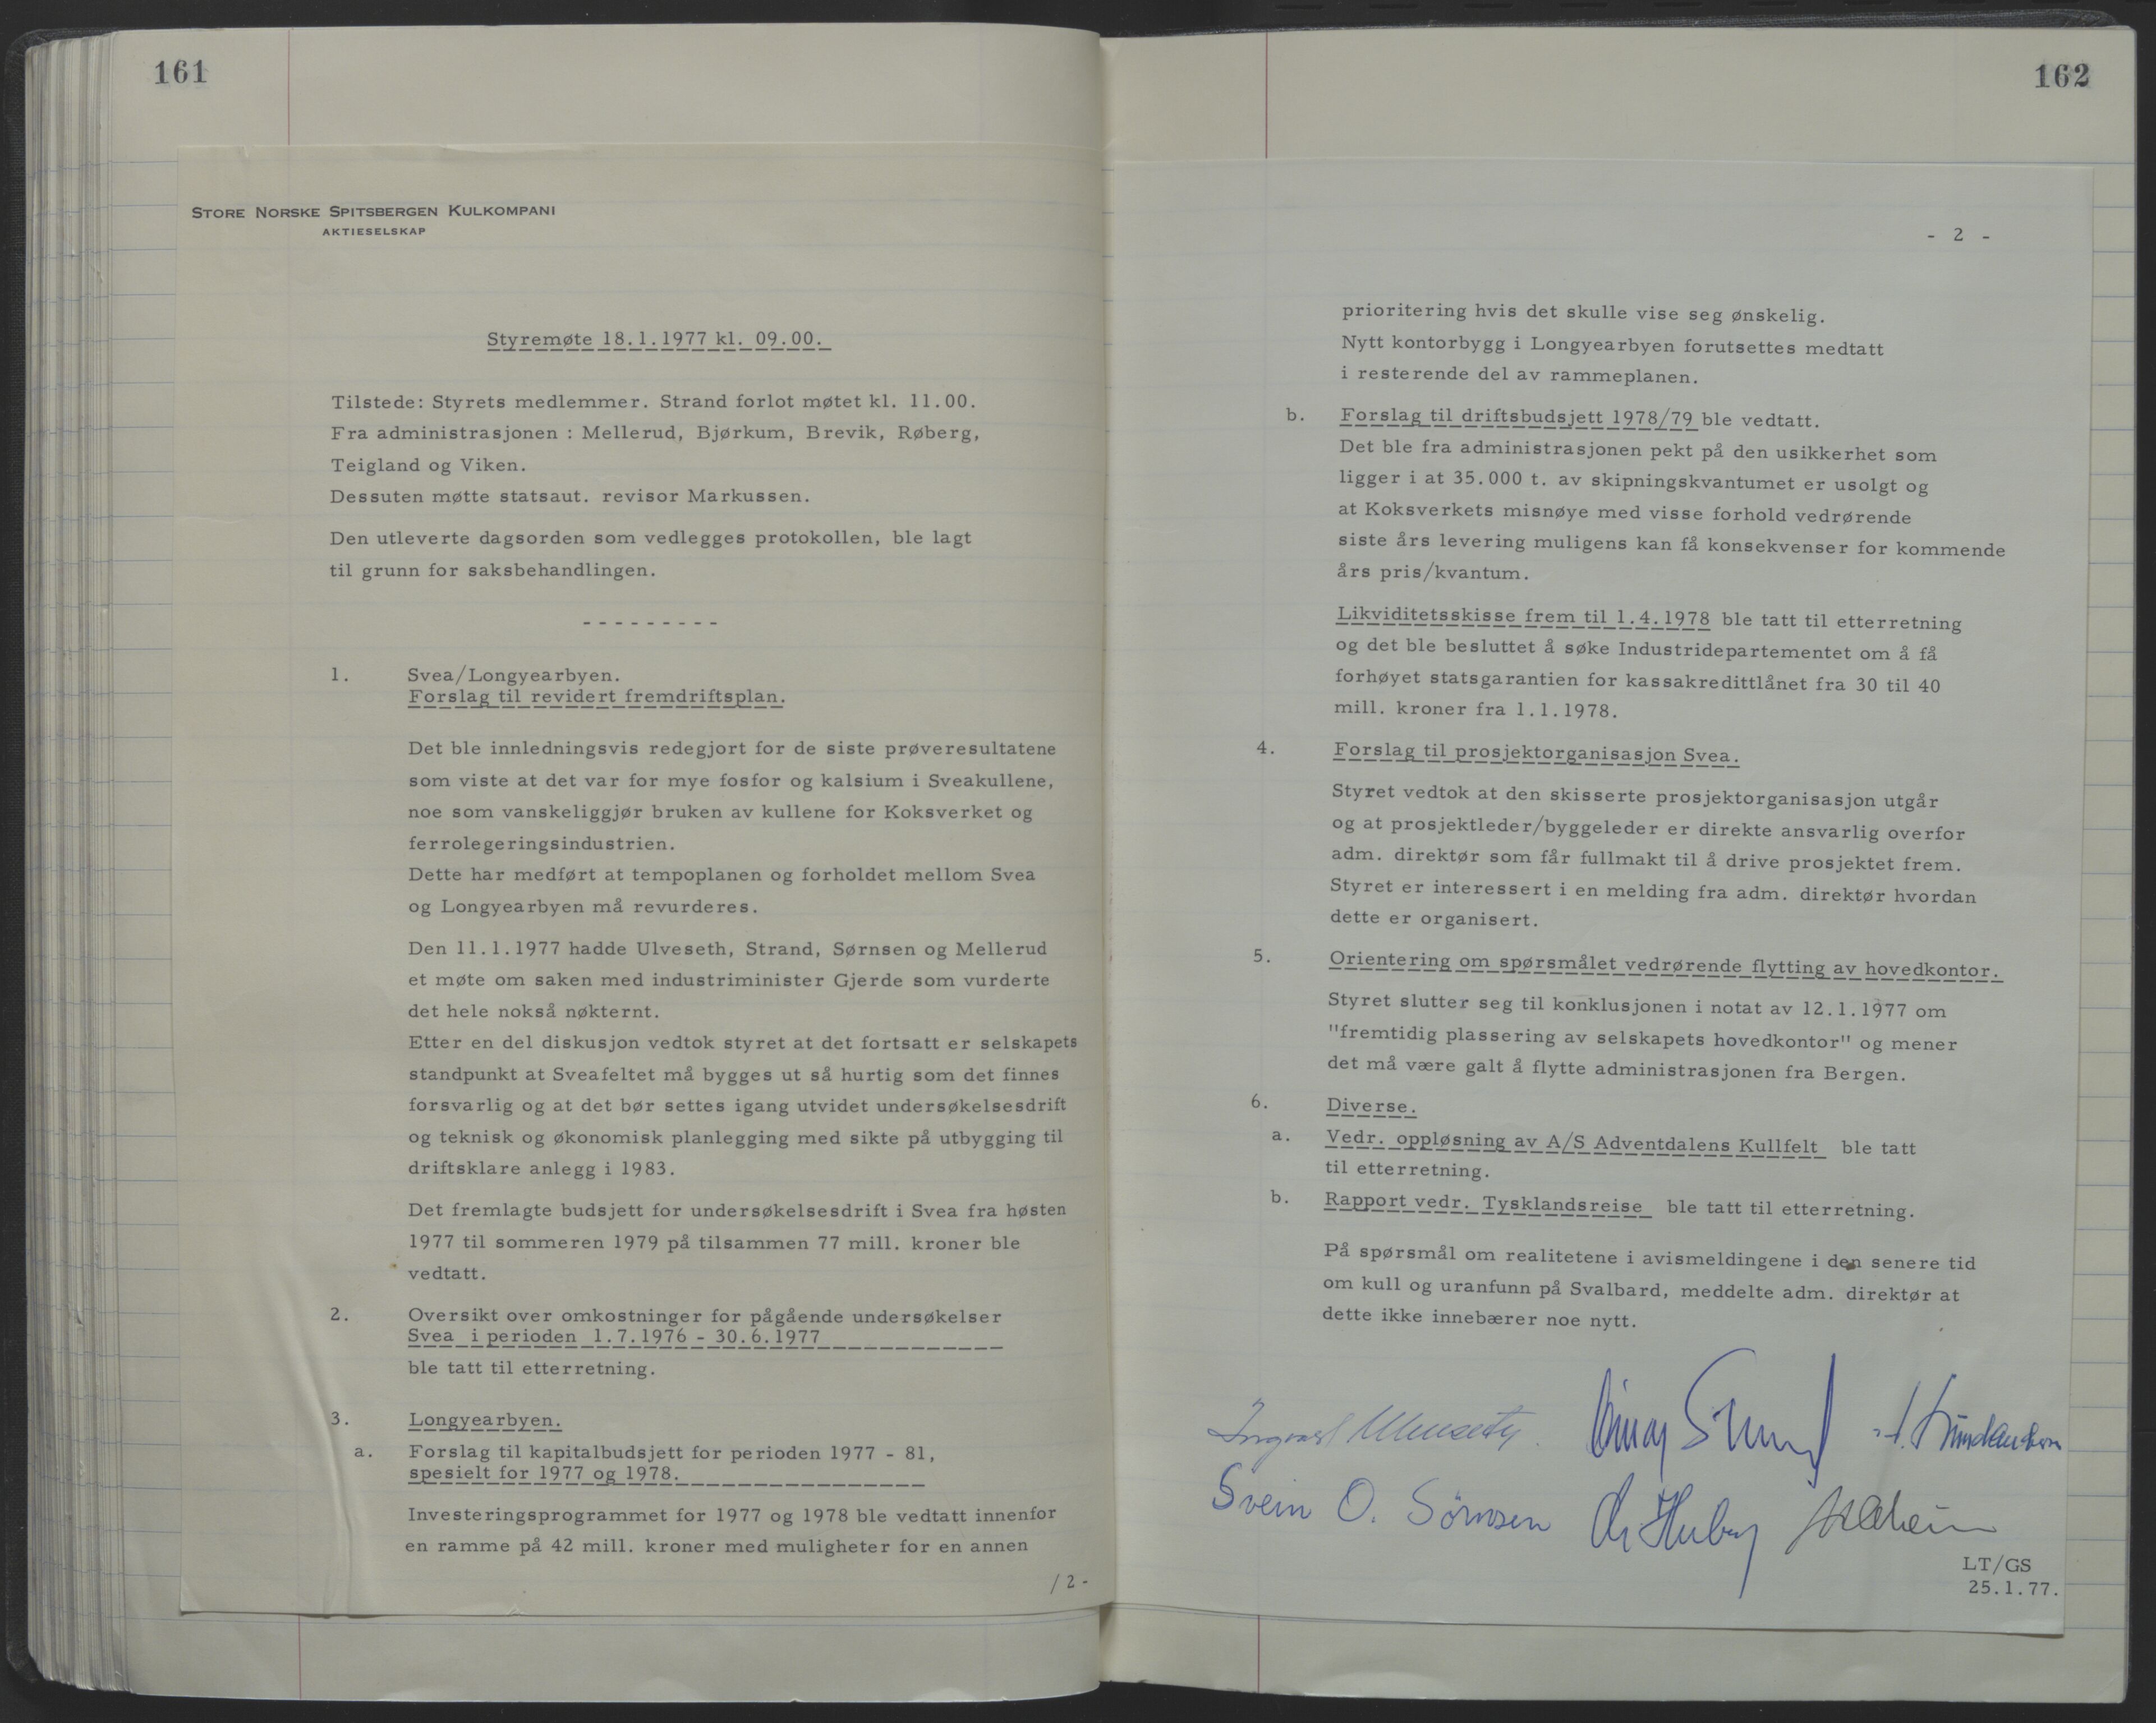 161
STORE NORSKE SPITSBERGEN KULKOMPANI
AKTIESELSKAP
Styremøte 18.1.1977 kl. 09.00.
Tilstede: Styrets medlemmer. Strand forlot møtet kl. 11.00.
Fra administrasjonen : Mellerud, Bjørkum, Brevik, Røberg,
Teigland og Viken.
Dessuten møtte statsaut. revisor Markussen.
Den utleverte dagsorden som vedlegges protokollen, ble lagt
til grunn for saksbehandlingen.
---------
1. Svea/Longyearbyen.
Forslag til revidert fremdriftsplan.
Det ble innledningsvis redegjort for de siste prøveresultatene
som viste at det var for mye fosfor og kalsium i Sveakullene,
noe som vanskeliggjør bruken av kullene for Koksverket og
ferrolegeringsindustrien.
Dette har medført at tempoplanen og forholdet mellom Svea
og Longyearbyen må revurderes.
Den 11.1.1977 hadde Ulveseth, Strand, Sørnsen og Mellerud
et møte om saken med industriminister Gjerde som vurderte
det hele nokså nøkternt.
Etter en del diskusjon vedtok styret at det fortsatt er selskapets
standpunkt at Sveafeltet må bygges ut så hurtig som det finnes
forsvarlig og at det bør settes igang utvidet undersøkelsesdrift
og teknisk og økonomisk planlegging med sikte på utbygging til
driftsklare anlegg i 1983.
Det fremlagte budsjett for undersøkelsesdrift i Svea fra høsten
1977 til sommeren 1979 på tilsammen 77 mill. kroner ble
vedtatt.
2. Oversikt over omkostninger for pågående undersøkelser
Svea i perioden 1.7.1976 - 30.6.1977
ble tatt til etterretning.
3. Longyearbyen.
a. Forslag til kapitalbudsjett for perioden 1977 - 81,
spesielt for 1977 og 1978.
Investeringsprogrammet for 1977 og 1978 ble vedtatt innenfor
en ramme på 42 mill. kroner med muligheter for en annen
/2-
162
- 2 -
prioritering hvis det skulle vise seg ønskelig.
Nytt kontorbygg i Longyearbyen forutsettes medtatt
i resterende del av rammeplanen.
b. Forslag til driftsbudsjett 1978/79 ble vedtatt.
Det ble fra administrasjonen pekt på den usikkerhet som
ligger i at 35.000 t. av skipningskvantumet er usolgt og
at Koksverkets misnøye med visse forhold vedrørende
siste års levering muligens kan få konsekvenser for kommende
års pris/kvantum.
Likviditetsskisse frem til 1.4.1978 ble tatt til etterretning
og det ble besluttet å søke Industridepartementet om å få
forhøyet statsgarantien for kassakredittlånet fra 30 til 40
mill. kroner fra 1.1.1978.
4. Forslag til prosjektorganisasjon Svea.
Styret vedtok at den skisserte prosjektorganisasjon utgår
og at prosjektleder/byggeleder er direkte ansvarlig overfor
adm. direktør som får fullmakt til å drive prosjektet frem.
Styret er interessert i en melding fra adm. direktør hvordan
dette er organisert.
5. Orientering om spørsmålet vedrørende flytting av hovedkontor.
Styret slutter seg til konklusjonen i notat av 12.1.1977 om
"fremtidig plassering av selskapets hovedkontor" og mener
det må være galt å flytte administrasjonen fra Bergen.
6. Diverse.
a. Vedr. oppløsning av A/S Adventdalens Kullfelt ble tatt
til etterretning.
b. Rapport vedr. Tysklandsreise ble tatt til etterretning.
På spørsmål om realitetene i avismeldingene i den senere tid
om kull og uranfunn på Svalbard, meddelte adm. direktør at
dette ikke innebærer noe nytt.
Svein O. Sörnsen
LT/GS
25.1.77.